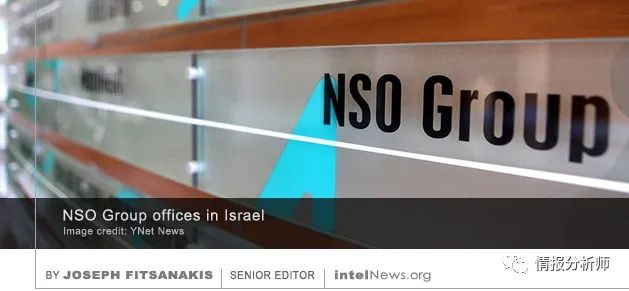 NSO Group
NSO Group offices in Israel
Image credit: YNet News
BY JOSEPH FITSANAKIS | SENIOR EDITOR | intelNews.org
情报分析师